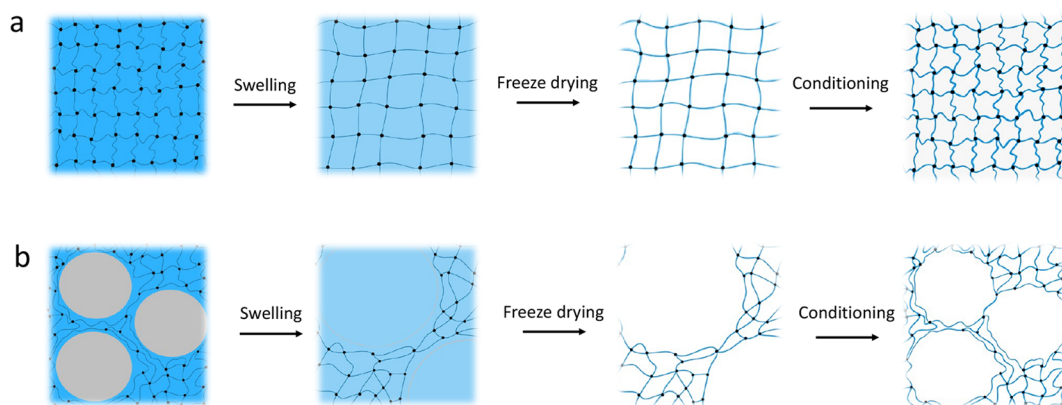 a
Swelling
Freeze drying
Conditioning
b
Swelling
Freeze drying
Conditioning